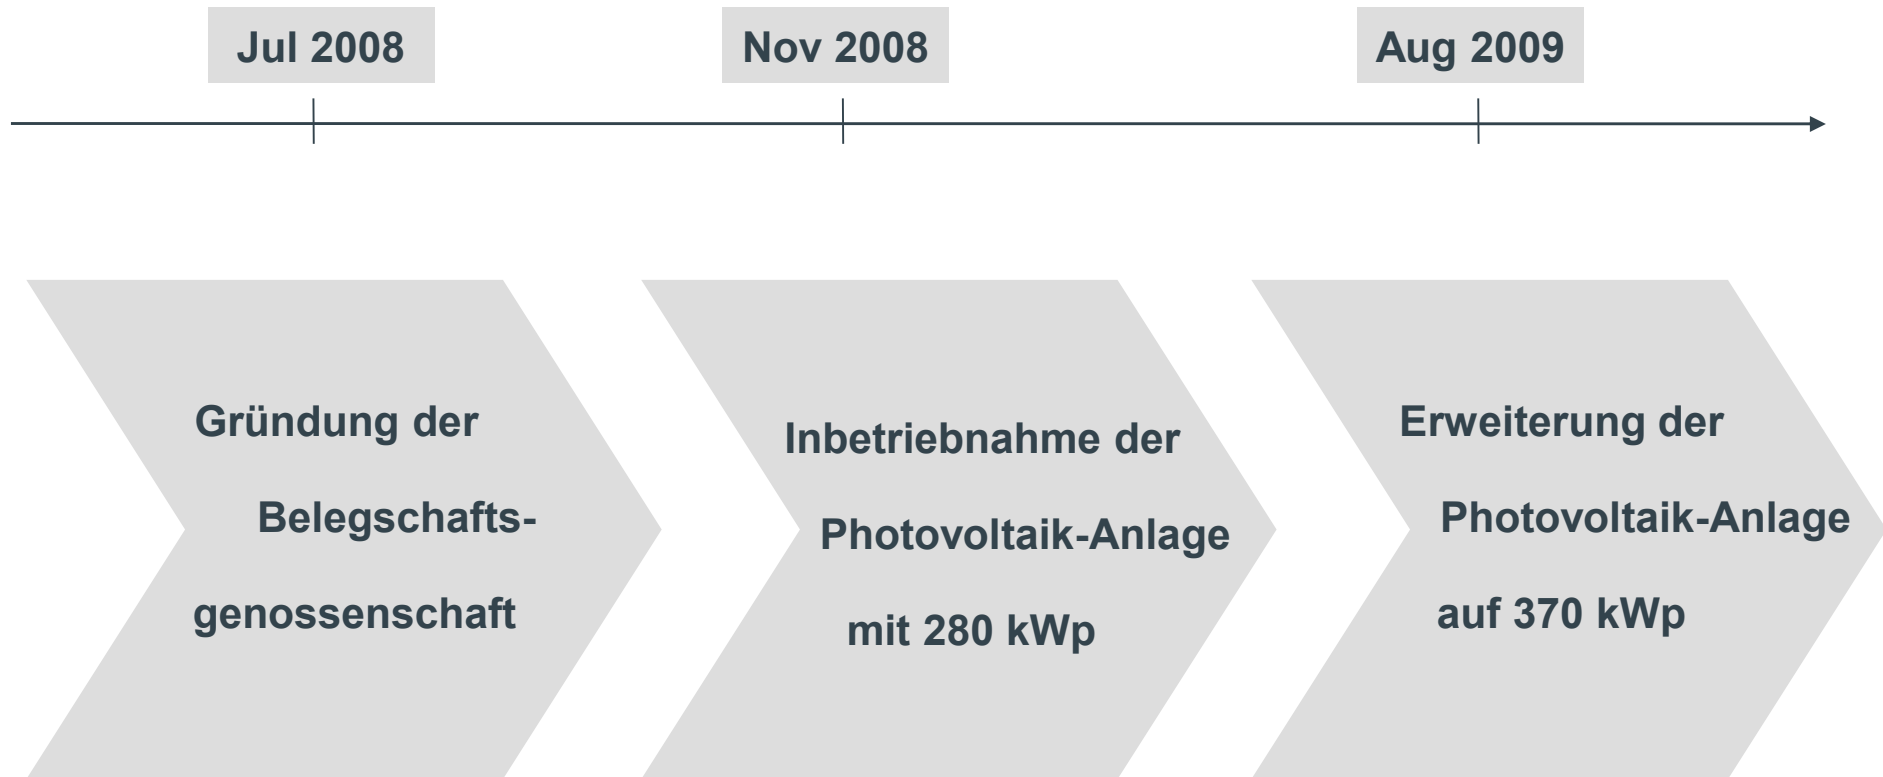 Jul 2008
Nov 2008
Aug 2009
Gründung der
Belegschafts-
genossenschaft
Inbetriebnahme der
Photovoltaik-Anlage
mit 280 kWp
Erweiterung der
Photovoltaik-Anlage
auf 370 kWp